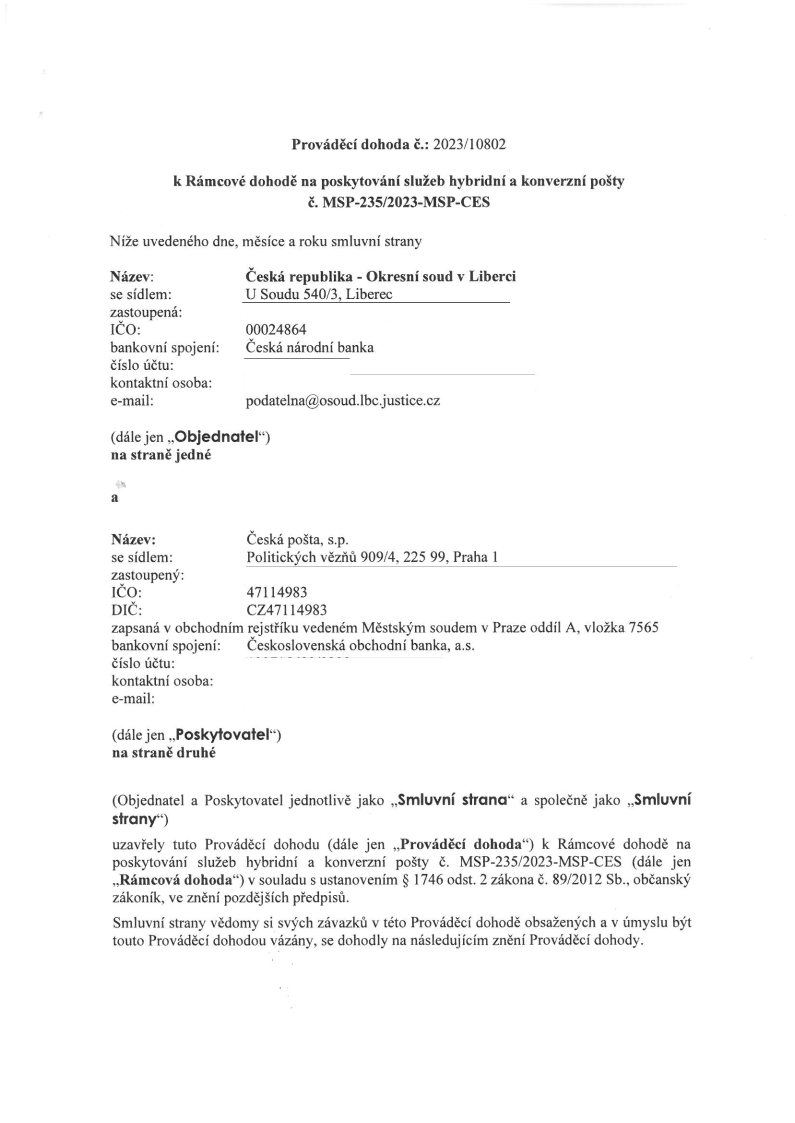 Prováděcí dohoda č.: 2023/10802
k Rámcové dohodě na poskytování služeb hybridní a konverzní pošty
č. MSP-235/2023-MSP-CES
Níže uvedeného dne, měsíce a roku smluvní strany
Název: Česká republika - Okresní soud v Liberci
se sídlem: U Soudu 540/3, Liberec
zastoupená:
IČO: 00024864
bankovní spojení: Česká národní banka
číslo účtu:
kontaktní osoba:
e-mail: podatelna@osoud.lbc.justice.cz
(dále jen „Objednatel“)
na straně jedné
a
Název: Česká pošta, s.p.
se sídlem: Politických vězňů 909/4, 225 99, Praha 1
zastoupený:
IČO: 47114983
DIČ: CZ47114983
zapsaná v obchodním rejstříku vedeném Městským soudem v Praze oddíl A, vložka 7565
bankovní spojení: Československá obchodní banka, a.s.
číslo účtu:
kontaktní osoba:
e-mail:
(dále jen „Poskytovatel“)
na straně druhé
(Objednatel a Poskytovatel jednotlivě jako „Smluvní strana“ a společně jako „Smluvní
strany“)
uzavřely tuto Prováděcí dohodu (dále jen „Prováděcí dohoda“) k Rámcové dohodě na
poskytování služeb hybridní a konverzní pošty č. MSP-235/2023-MSP-CES (dále jen
„Rámcová dohoda“) v souladu s ustanovením § 1746 odst. 2 zákona č. 89/2012 Sb., občanský
zákoník, ve znění pozdějších předpisů.
Smluvní strany vědomy si svých závazků v této Prováděcí dohodě obsažených a v úmyslu být
touto Prováděcí dohodou vázány, se dohodly na následujícím znění Prováděcí dohody.